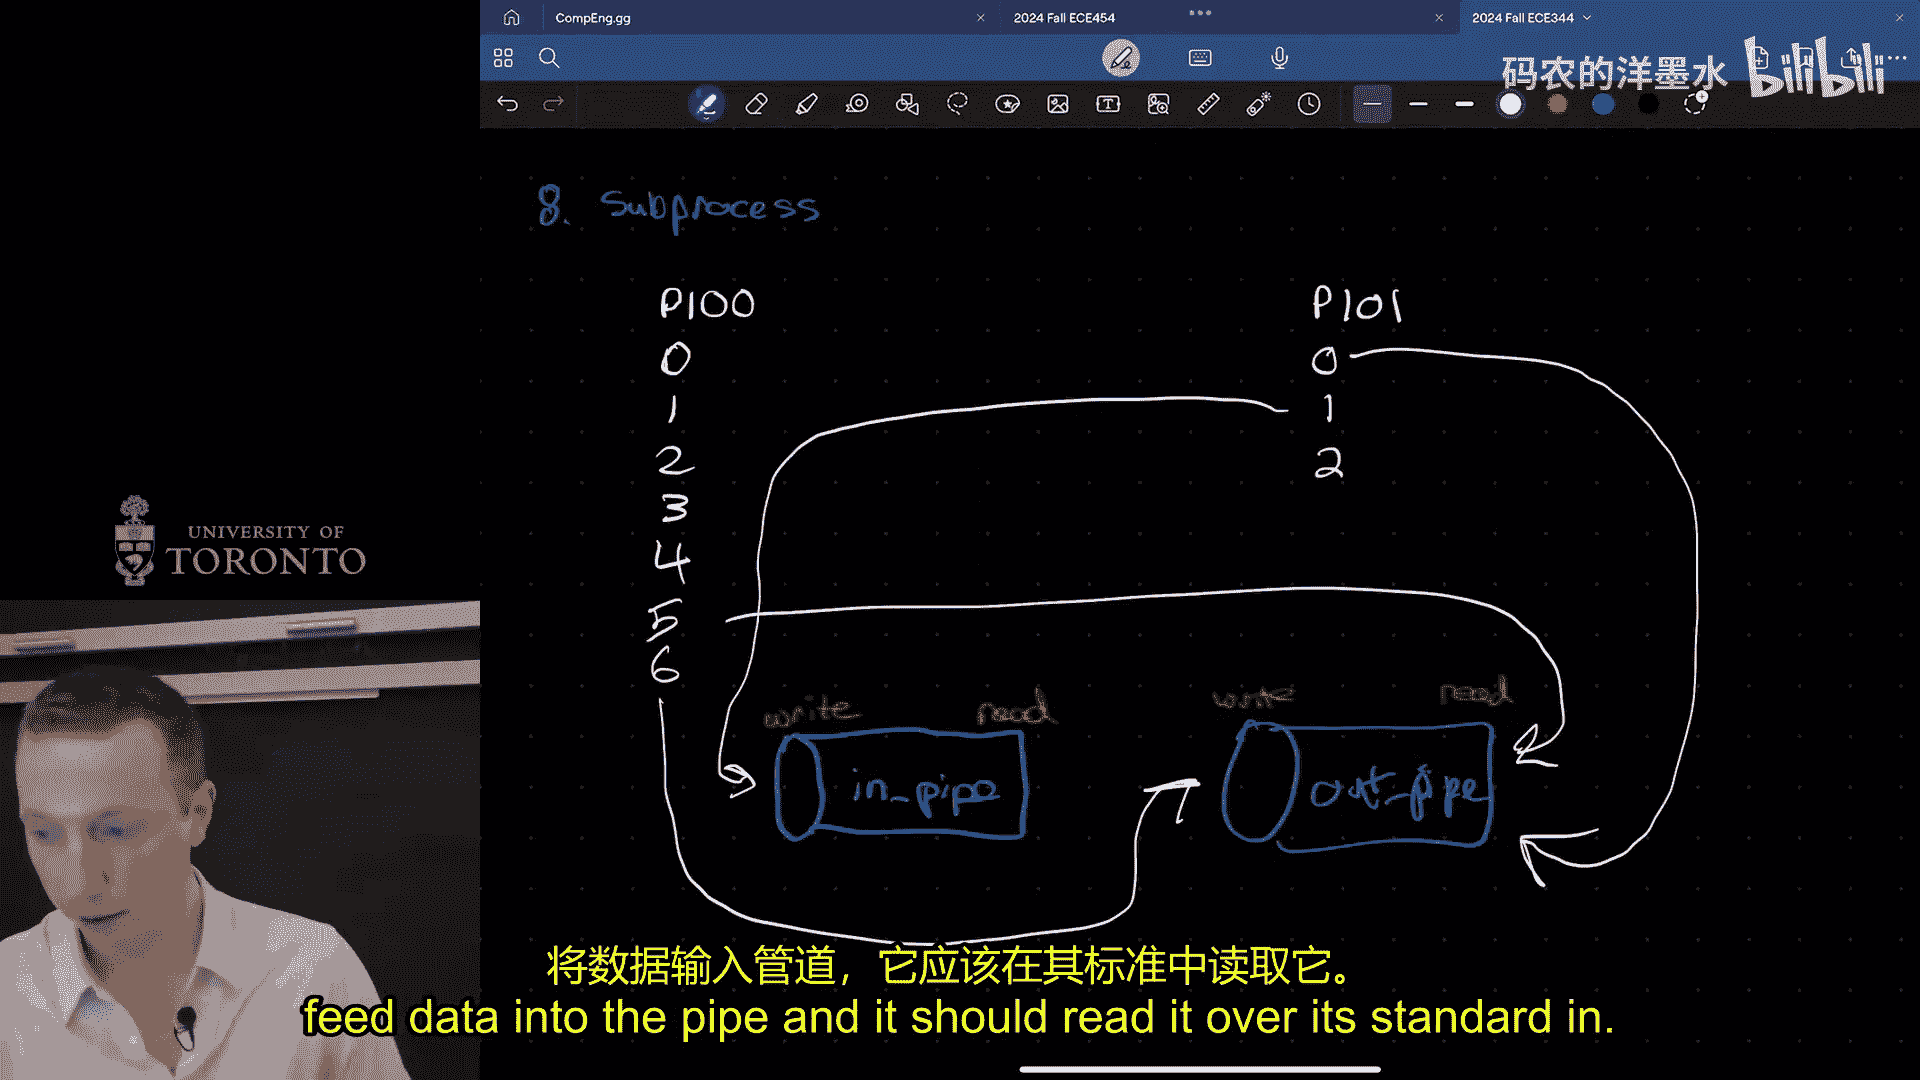 CompEng.gg
2024 Fall ECE454
2024 Fall ECE344
码农的洋墨水 bilibili
8. Subprocess
P100
P101
0
0
1
1
2
2
3
4
5
6
write
read
write
read
in_pipe
out_pipe
UNIVERSITY OF
TORONTO
将数据输入管道，它应该在其标准中读取它。
feed data into the pipe and it should read it over its standard in.